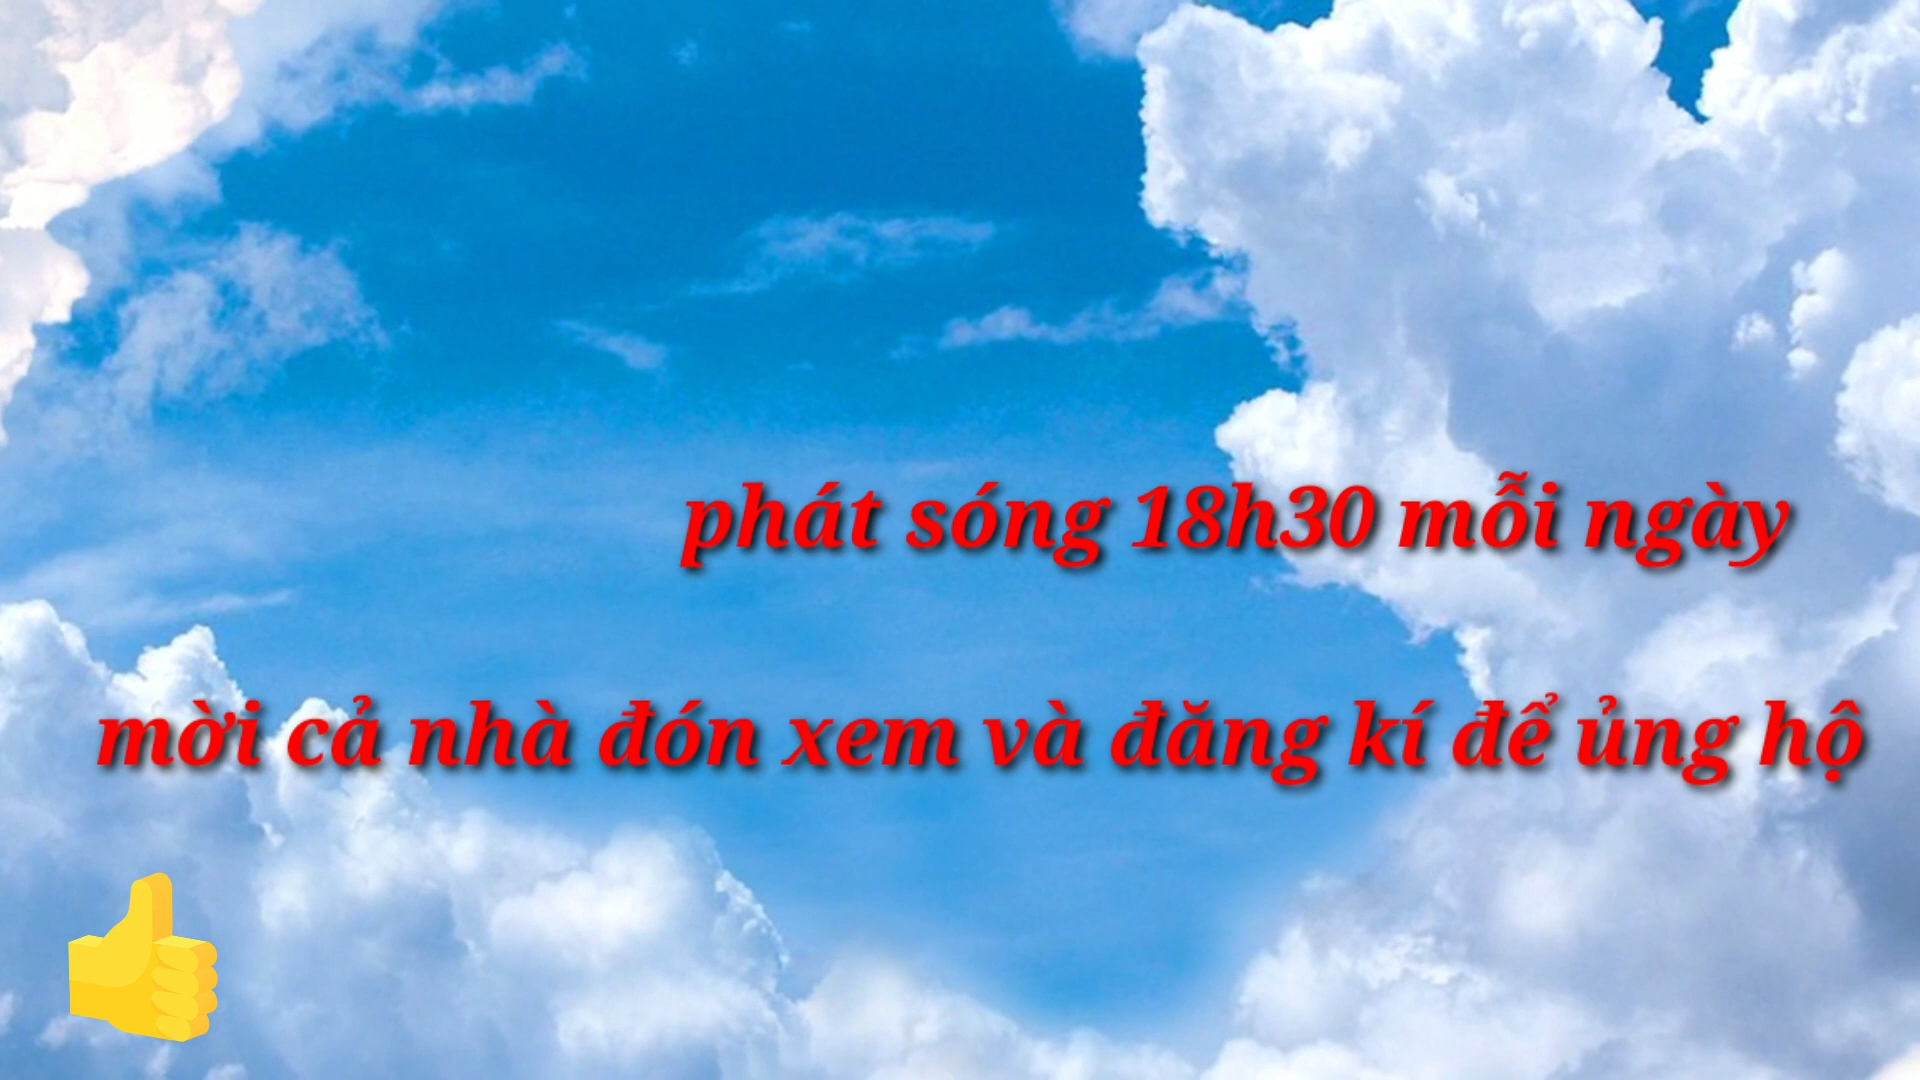 phát sóng 18h30 mỗi ngày
mời cả nhà đón xem và đăng kí để ủng hộ